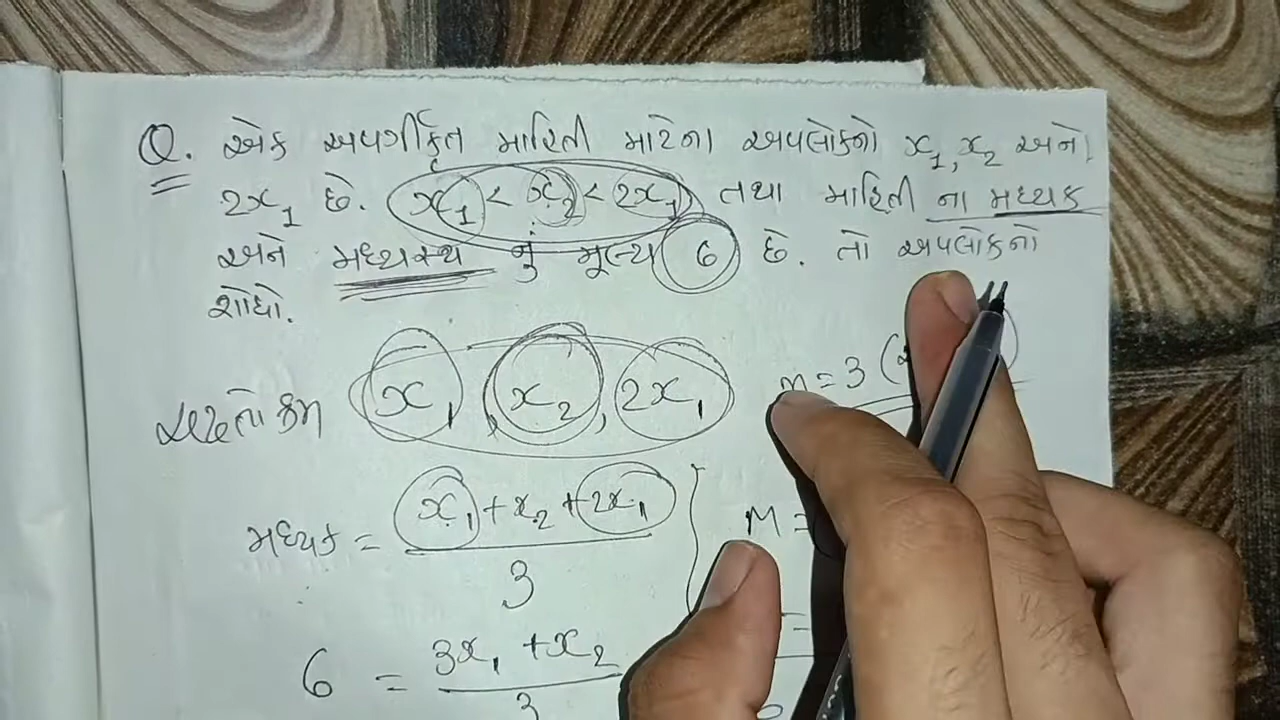 Q. એક અવર્ગીકૃત માહિતી માટેના અવલોકનો x₁, x₂ અને
2x₁ છે. x₁ < x₂ < 2x₁ તથા માહિતી ના મધ્યક
અને મધ્યસ્થ નું મૂલ્ય 6 છે. તો અવલોકનો
શોધો.
ચઢતો ક્રમ x₁, x₂, 2x₁
n = 3 (
મધ્યક = x₁ + x₂ + 2x₁
3
M =
6 = 3x₁ + x₂
3